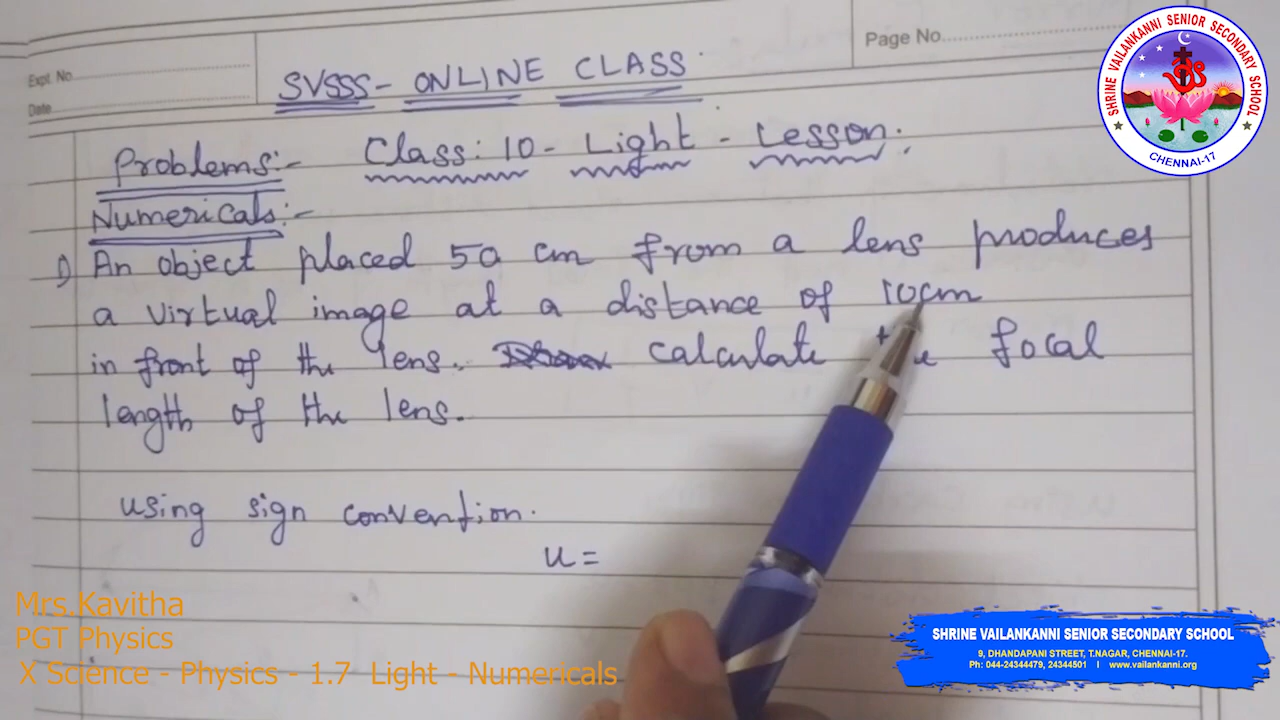 Expt. No.
Date
Page No.
SVSSS - ONLINE CLASS
Problems:- Class: 10 - Light - Lesson.
Numericals:-
1) An object placed 50 cm from a lens produces
a virtual image at a distance of 10cm
in front of the lens. calculate the focal
length of the lens.
using sign convention.
u =
Mrs.Kavitha
PGT Physics
X Science - Physics - 1.7 Light - Numericals
SHRINE VAILANKANNI SENIOR SECONDARY SCHOOL
CHENNAI-17
SHRINE VAILANKANNI SENIOR SECONDARY SCHOOL
9, DHANDAPANI STREET, T.NAGAR, CHENNAI-17.
Ph: 044-24344479, 24344501 I www.vailankanni.org